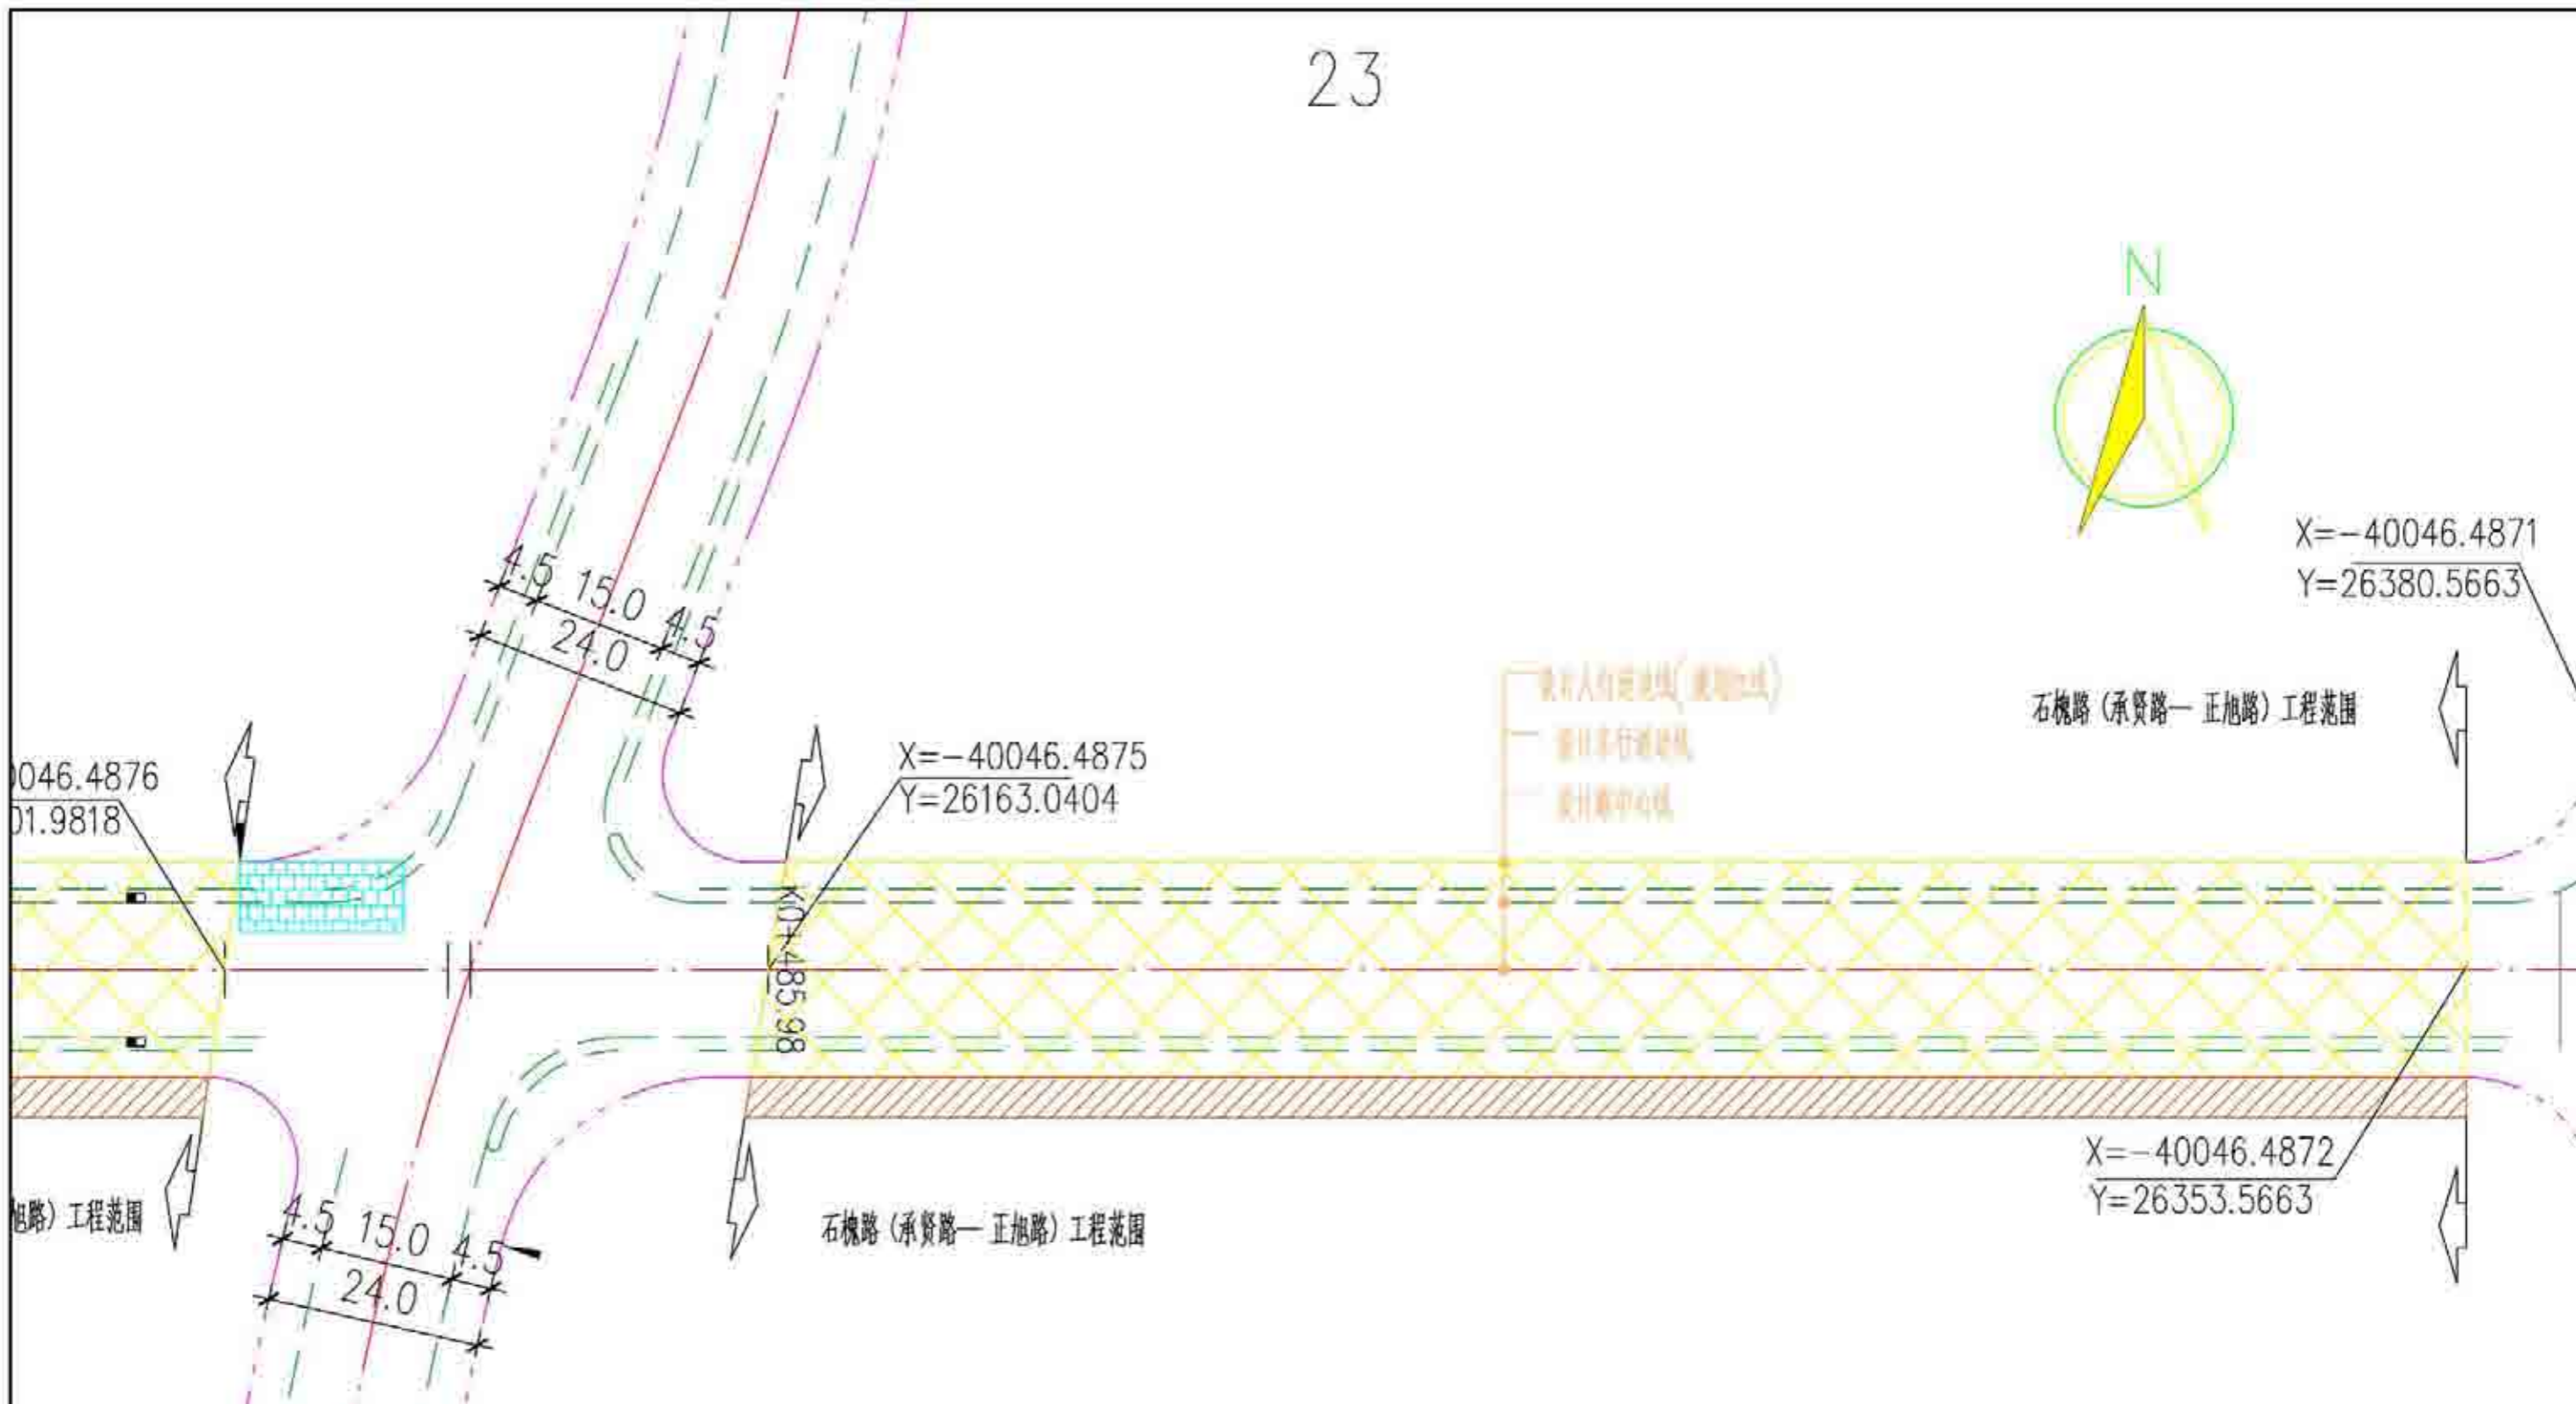 23
N
X=-40046.4871
Y=26380.5663
4.5 15.0 4.5
24.0
石槐路（承贤路— 正旭路）工程范围
X=-40046.4875
Y=26163.0404
0046.4876
01.9818
K0+485.98
X=-40046.4872
Y=26353.5663
旭路）工程范围
石槐路（承贤路— 正旭路）工程范围
4.5 15.0 4.5
24.0